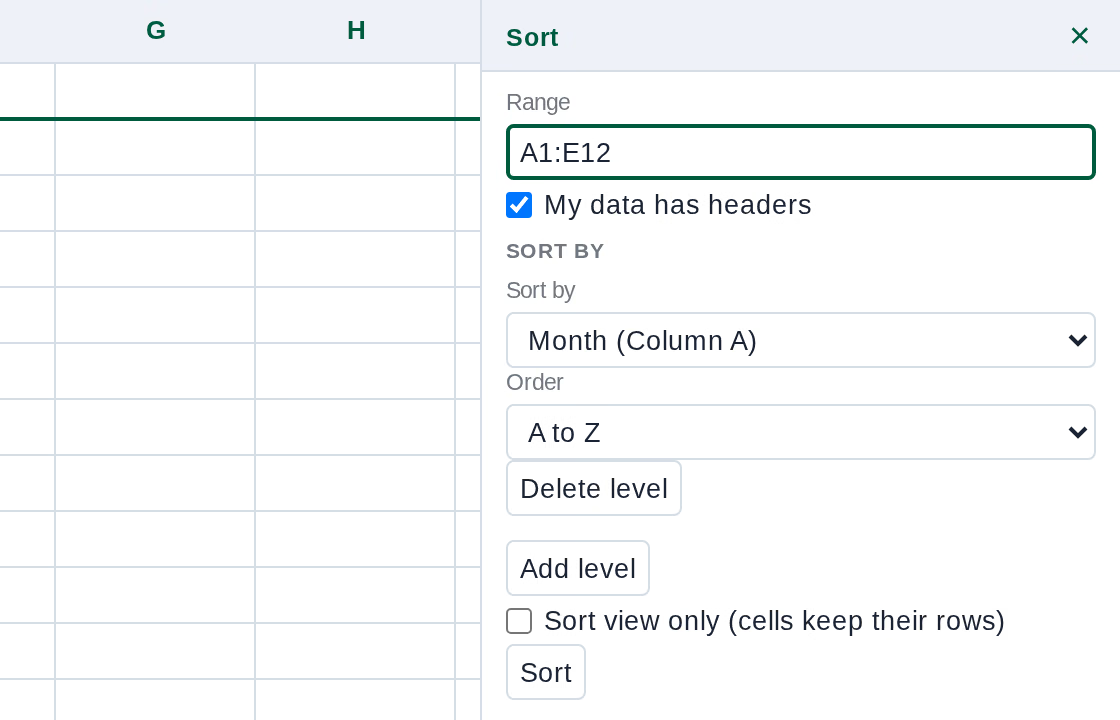 G H
Sort ✕
Range
A1:E12
My data has headers
SORT BY
Sort by
Month (Column A)
Order
A to Z
Delete level
Add level
Sort view only (cells keep their rows)
Sort